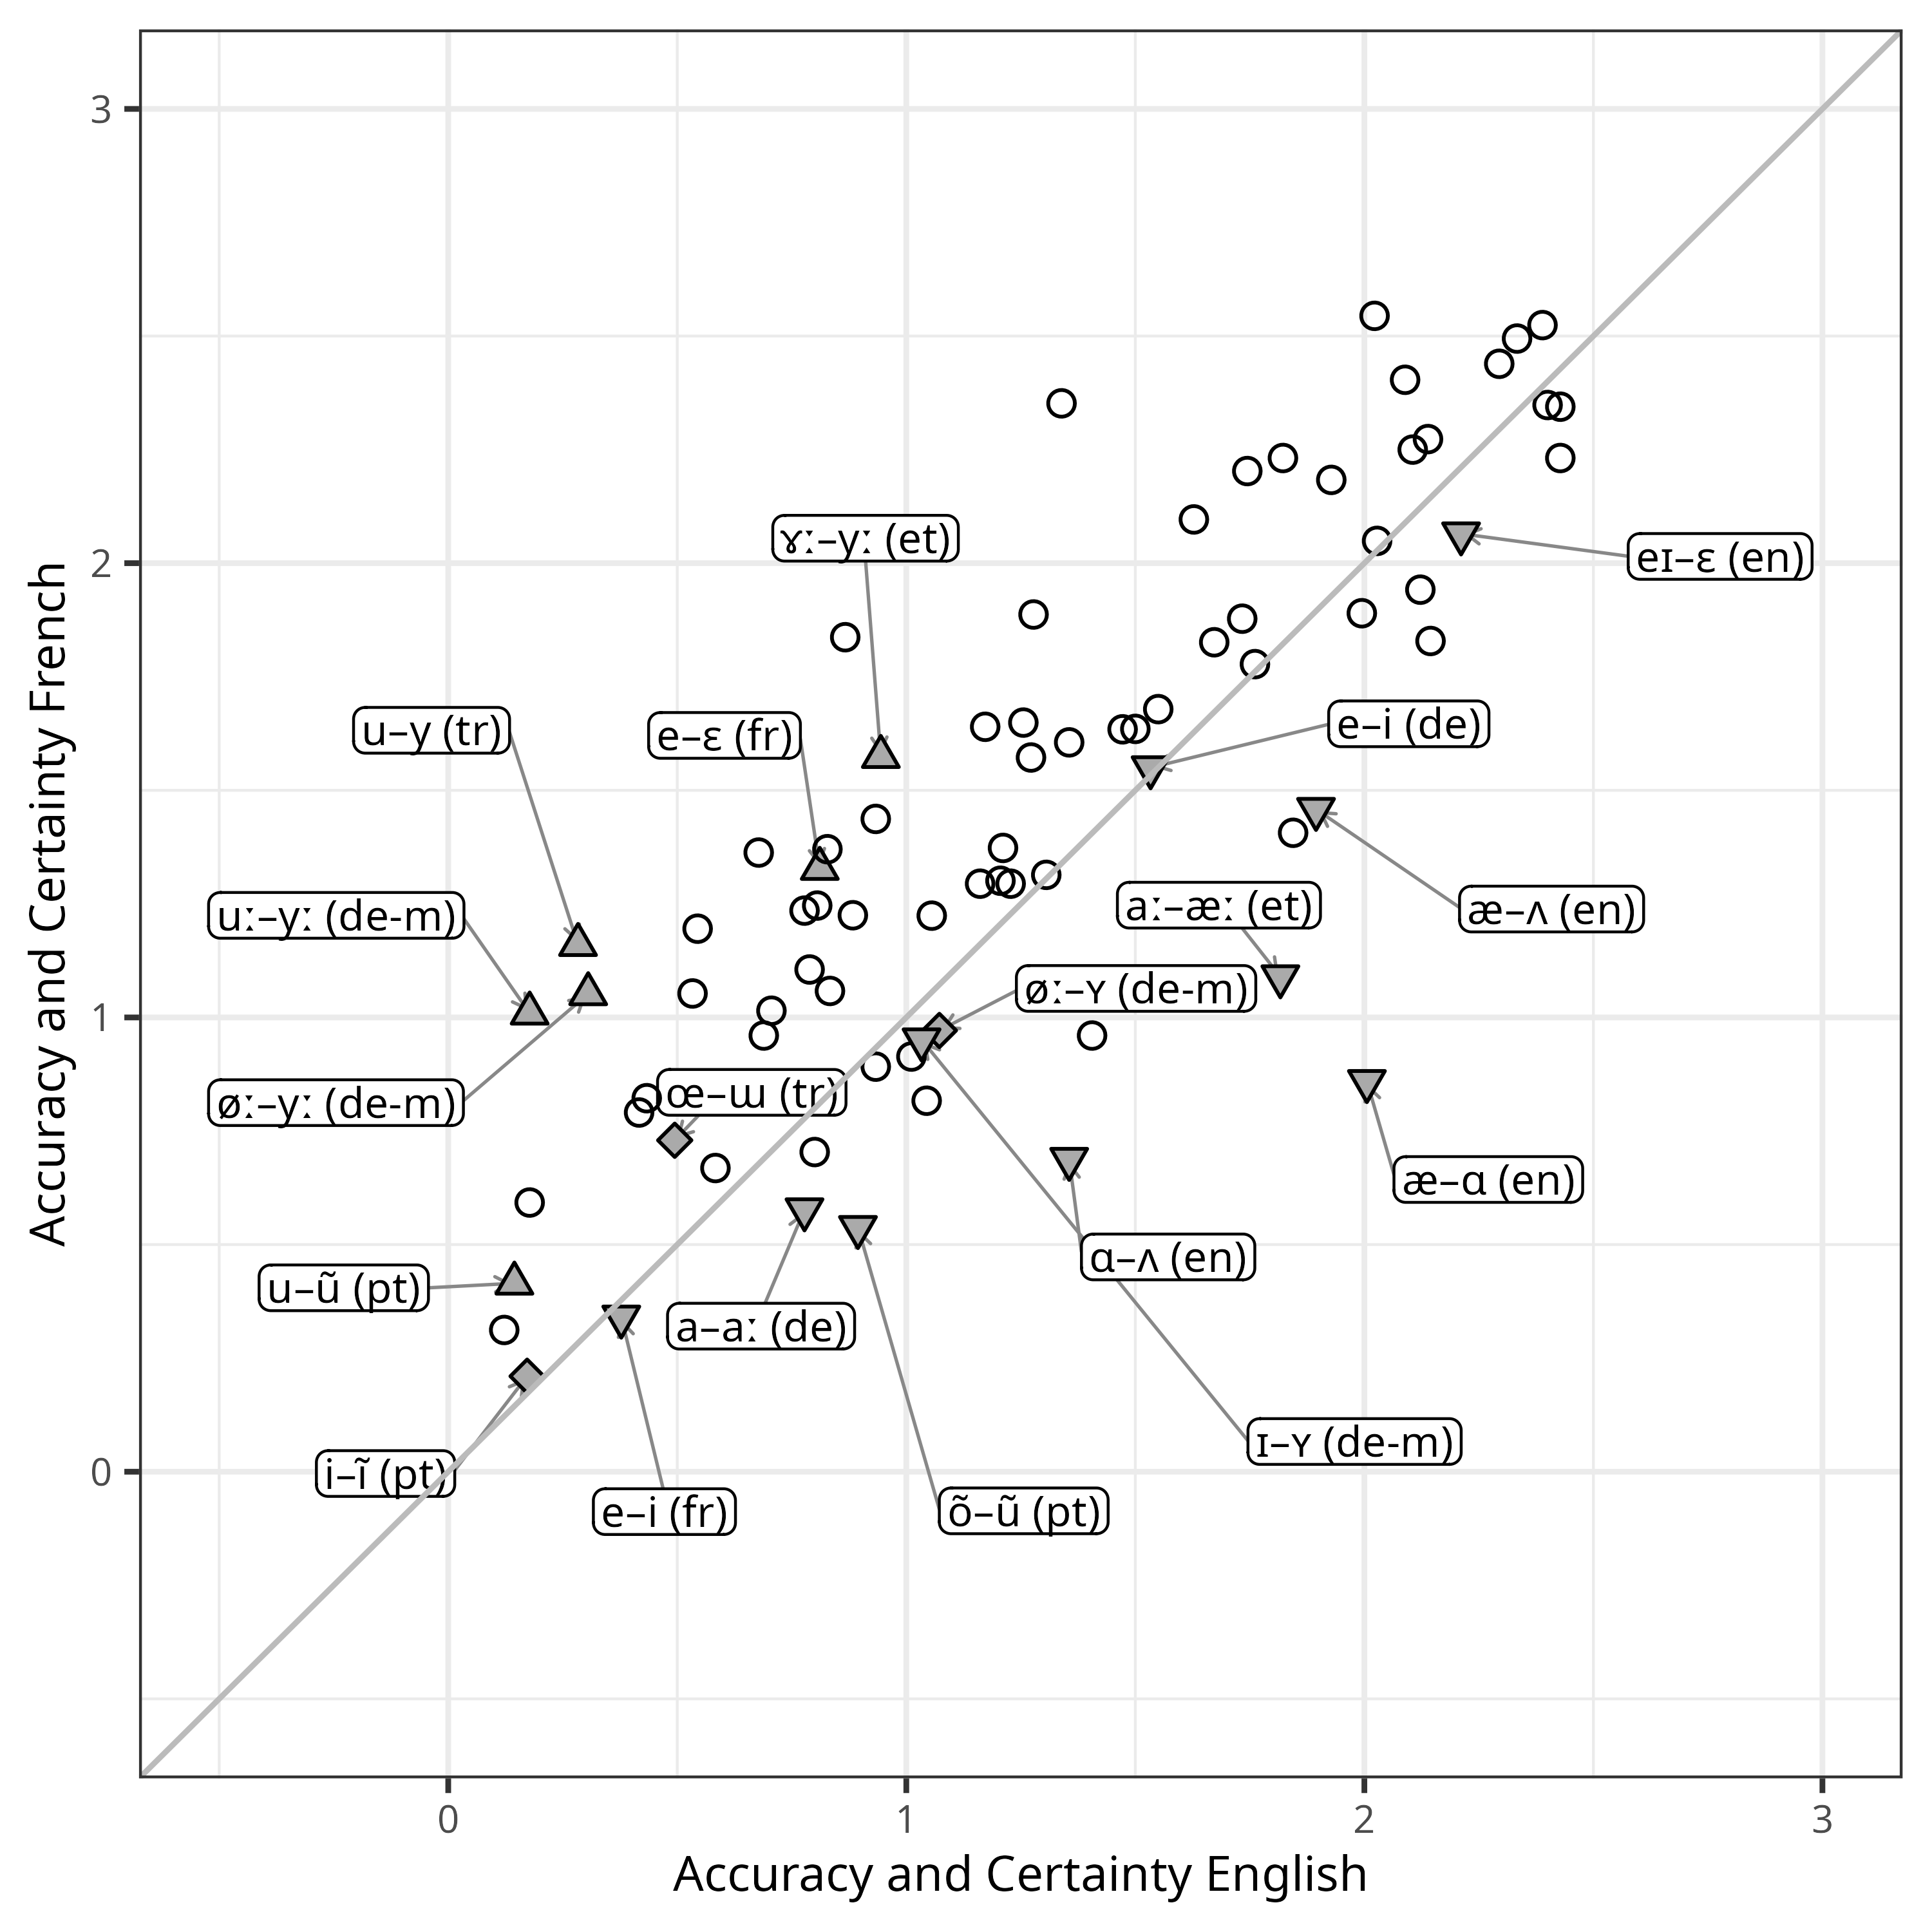 3
2
1
0
Accuracy and Certainty French
ɤː–yː (et)
eɪ–ɛ (en)
u–y (tr)
e–ɛ (fr)
e–i (de)
uː–yː (de-m)
aː–æː (et)
æ–ʌ (en)
øː–ʏ (de-m)
øː–yː (de-m)
œ–ɯ (tr)
æ–ɑ (en)
ɑ–ʌ (en)
u–ũ (pt)
a–aː (de)
ɪ–ʏ (de-m)
i–ĩ (pt)
e–i (fr)
õ–ũ (pt)
0 1 2 3
Accuracy and Certainty English